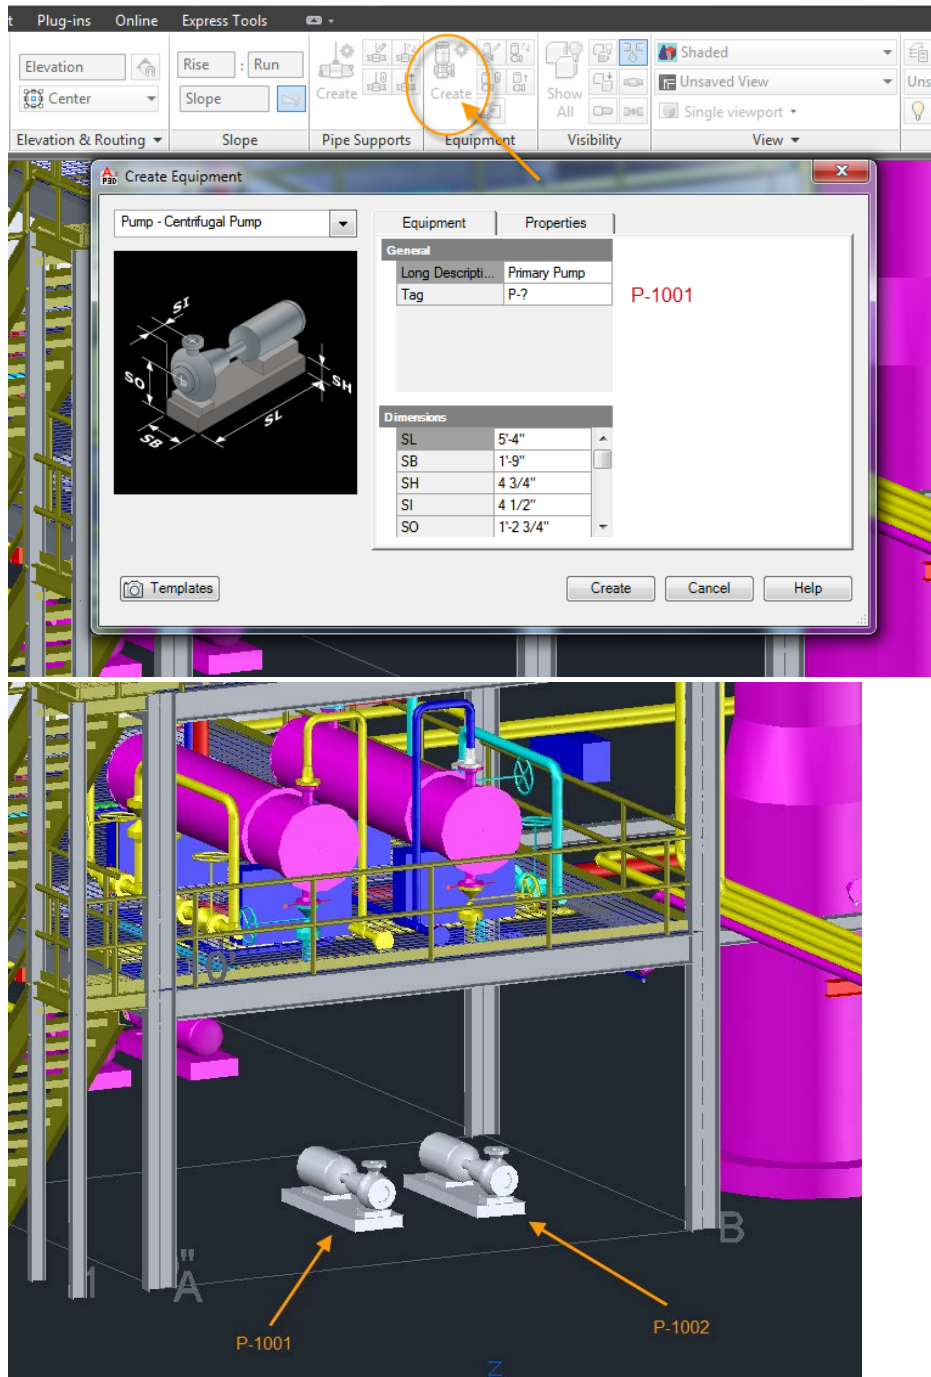 t Plug-ins Online Express Tools
Elevation
Center
Elevation & Routing
Rise : Run
Slope
Slope
Create
Pipe Supports
Create
Equipment
Show
All
Visibility
Shaded
Unsaved View
Uns
Single viewport
View
A
P3D Create Equipment
Pump - Centrifugal Pump
SI
SO
SH
SL
SB
Equipment Properties
General
Long Descripti... Primary Pump
Tag P-?
P-1001
Dimensions
SL 5'-4"
SB 1'-9"
SH 4 3/4"
SI 4 1/2"
SO 1'-2 3/4"
Templates
Create Cancel Help
0"
B
1
"
A
P-1001
P-1002
Z